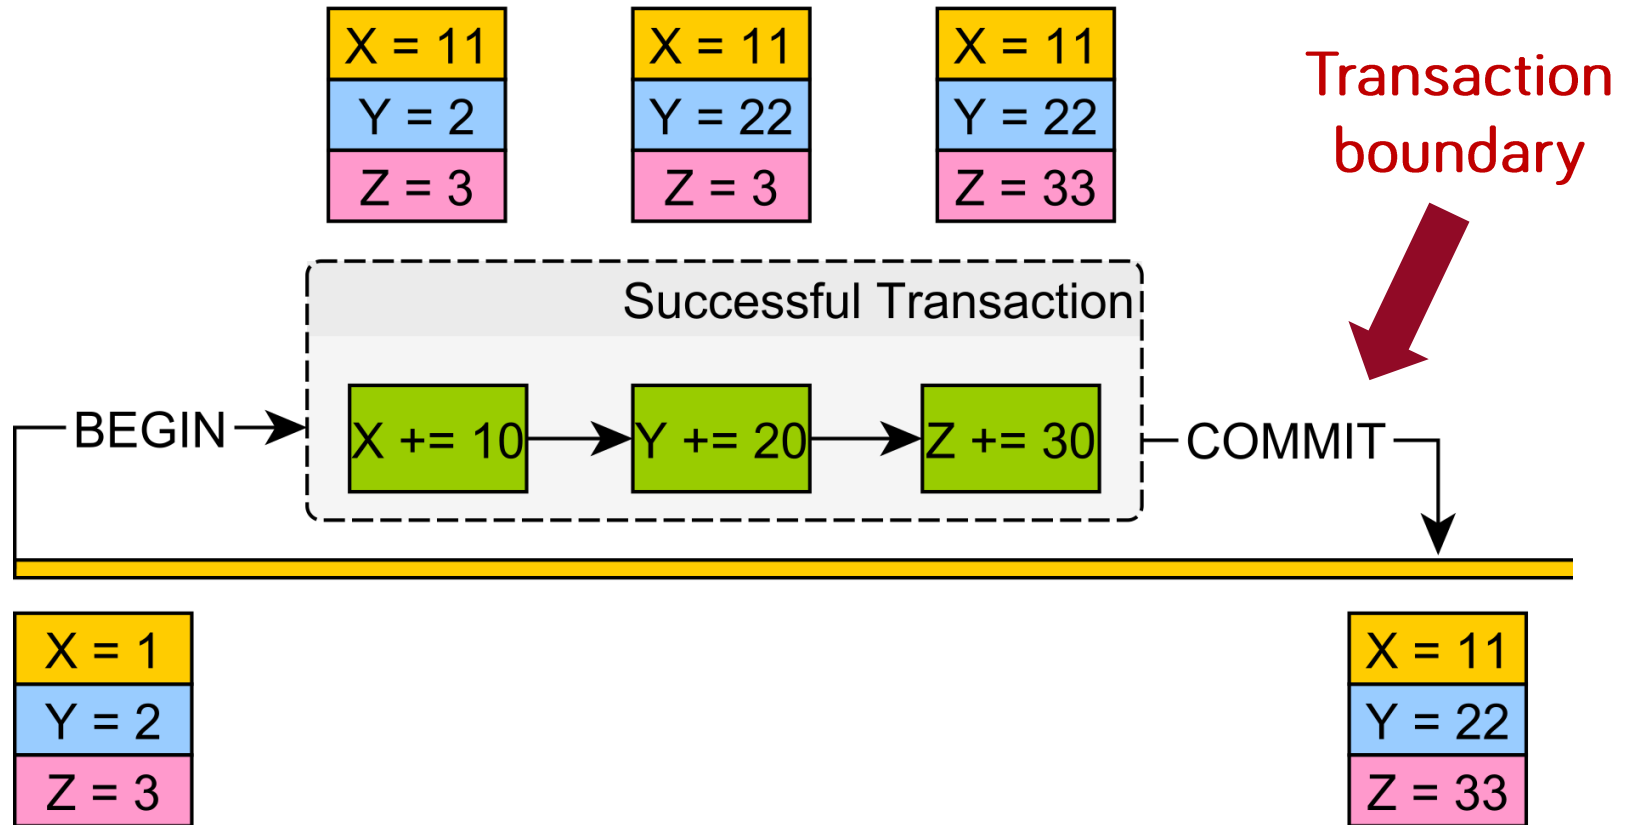 X = 11
Y = 2
Z = 3
X = 11
Y = 22
Z = 3
X = 11
Y = 22
Z = 33
Transaction
boundary
Successful Transaction
BEGIN
X += 10
Y += 20
Z += 30
COMMIT
X = 1
Y = 2
Z = 3
X = 11
Y = 22
Z = 33